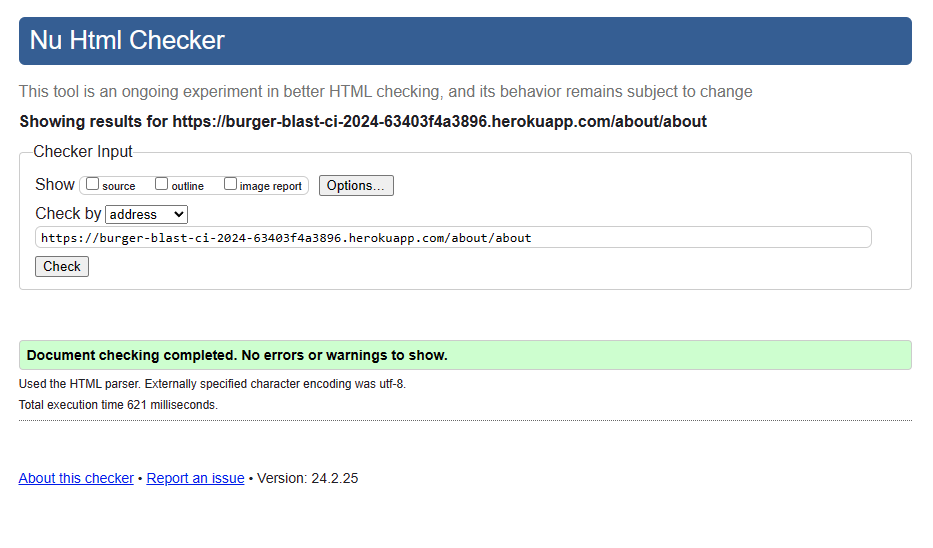 Nu Html Checker
This tool is an ongoing experiment in better HTML checking, and its behavior remains subject to change
Showing results for https://burger-blast-ci-2024-63403f4a3896.herokuapp.com/about/about
Checker Input
Show source outline image report Options...
Check by address
https://burger-blast-ci-2024-63403f4a3896.herokuapp.com/about/about
Check
Document checking completed. No errors or warnings to show.
Used the HTML parser. Externally specified character encoding was utf-8.
Total execution time 621 milliseconds.
About this checker • Report an issue • Version: 24.2.25